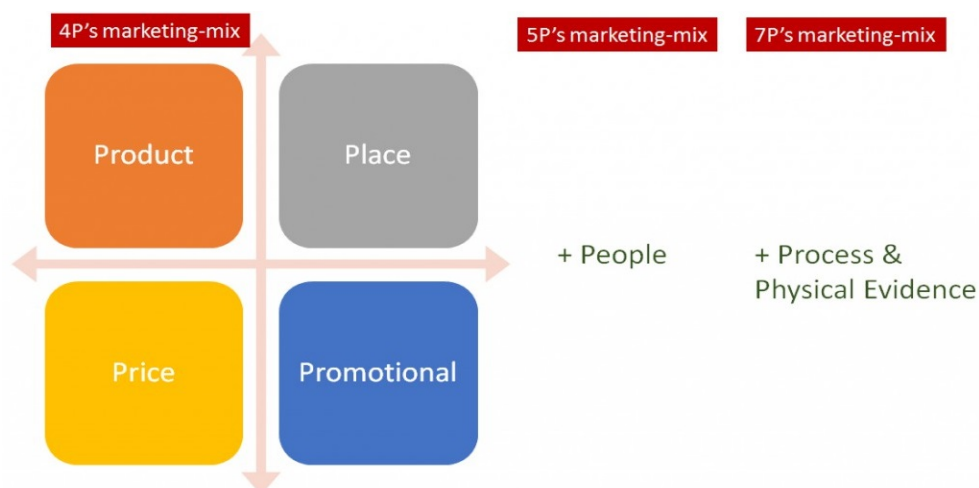 4P's marketing-mix
5P's marketing-mix
7P's marketing-mix
Product
Place
+ People
+ Process &
Physical Evidence
Price
Promotional